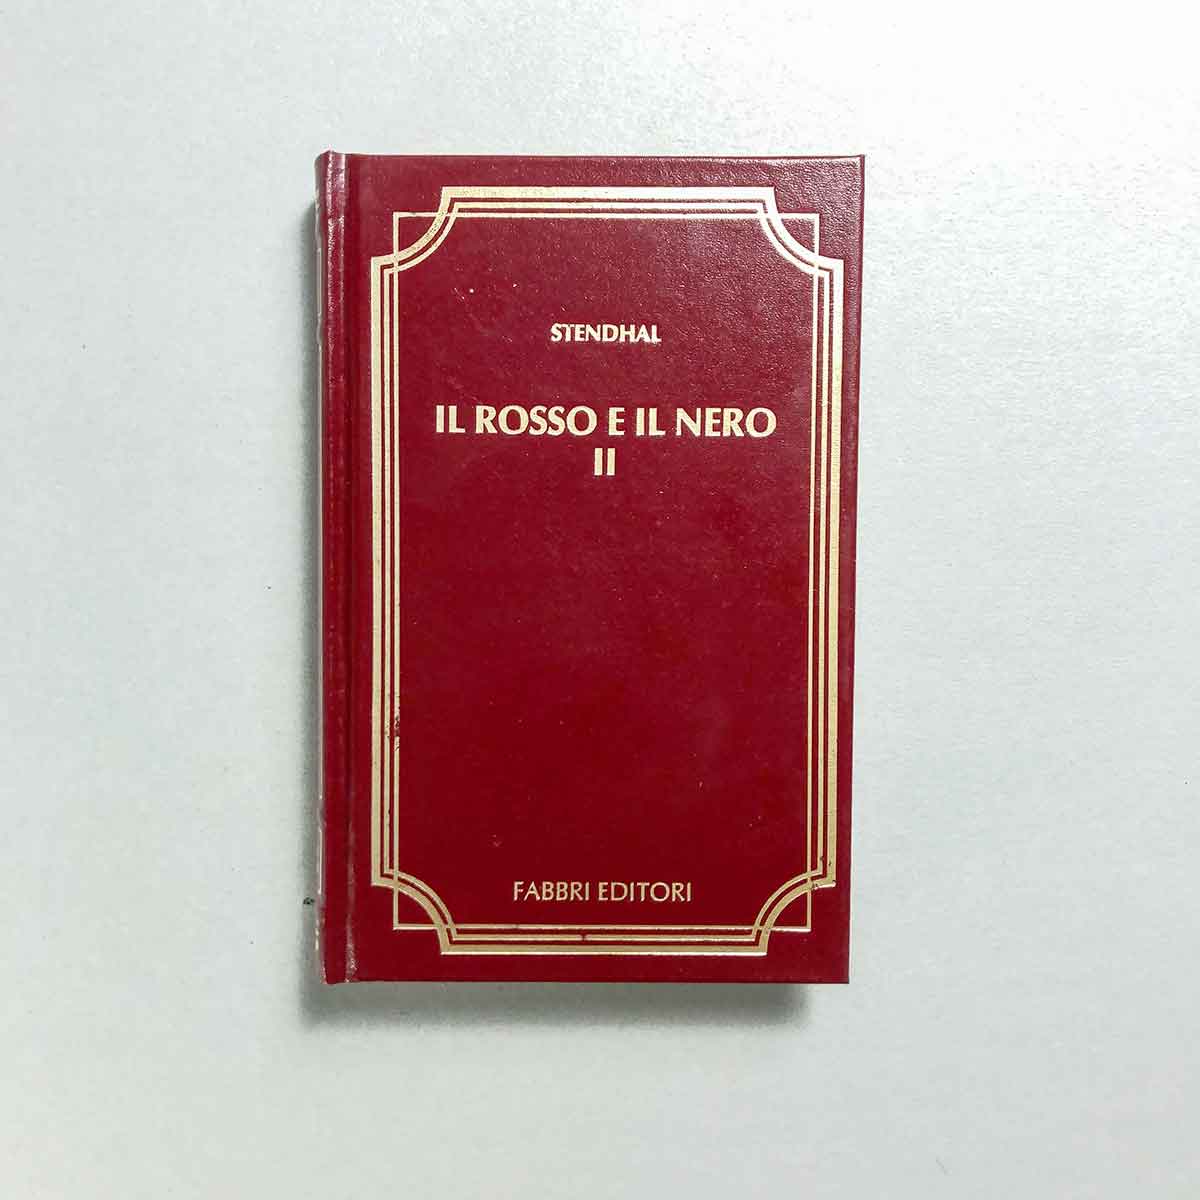 STENDHAL
IL ROSSO E IL NERO
II
FABBRI EDITORI